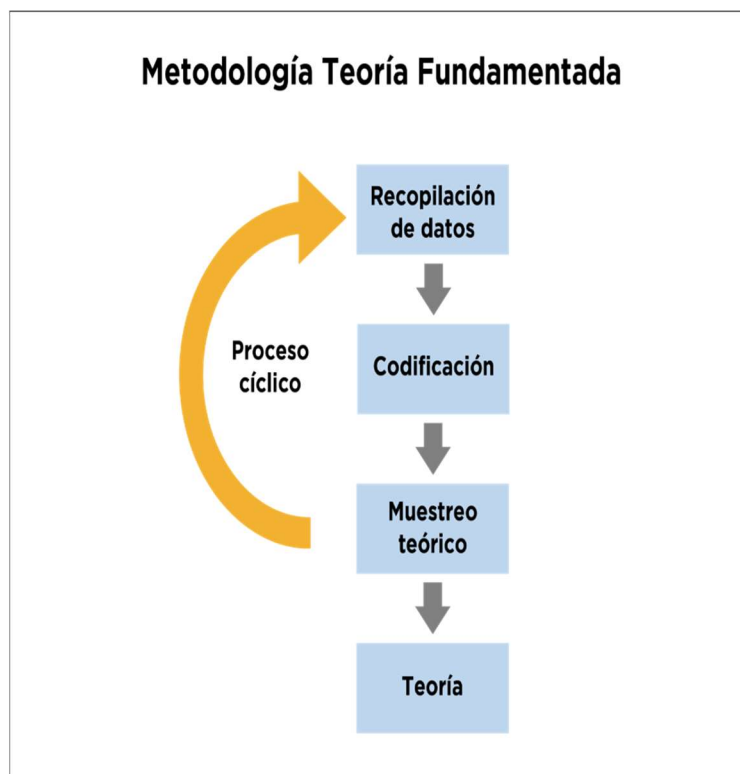 Metodología Teoría Fundamentada
Recopilación
de datos
Proceso
cíclico
Codificación
Muestreo
teórico
Teoría